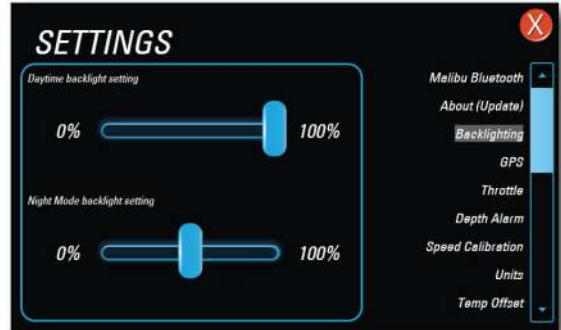 SETTINGS
X
Daytime backlight setting
0% 100%
Night Mode backlight setting
0% 100%
Malibu Bluetooth
About (Update)
Backlighting
GPS
Throttle
Depth Alarm
Speed Calibration
Units
Temp Offset